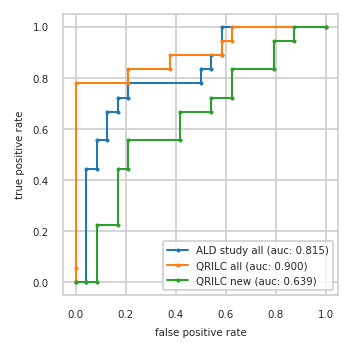 1.0
0.8
0.6
0.4
0.2
0.0
true positive rate
ALD study all (auc: 0.815)
QRILC all (auc: 0.900)
QRILC new (auc: 0.639)
0.0 0.2 0.4 0.6 0.8 1.0
false positive rate